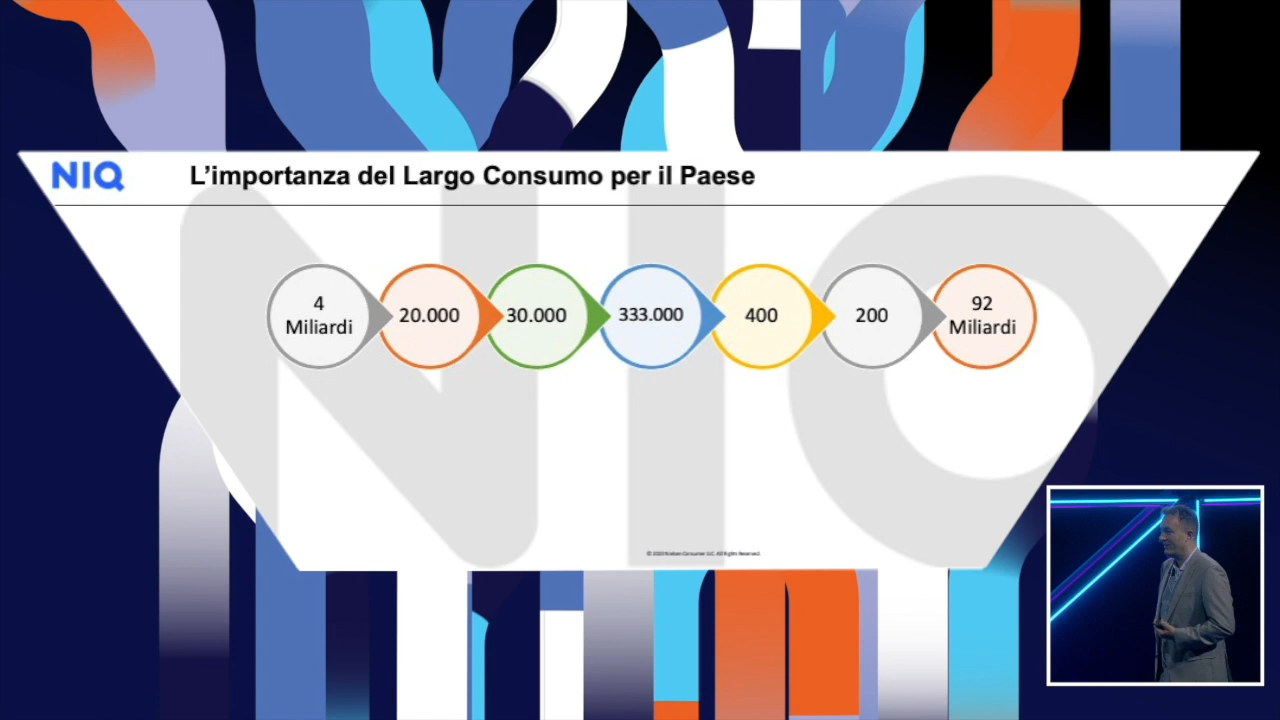 NIQ
L’importanza del Largo Consumo per il Paese
4
Miliardi
20.000
30.000
333.000
400
200
92
Miliardi